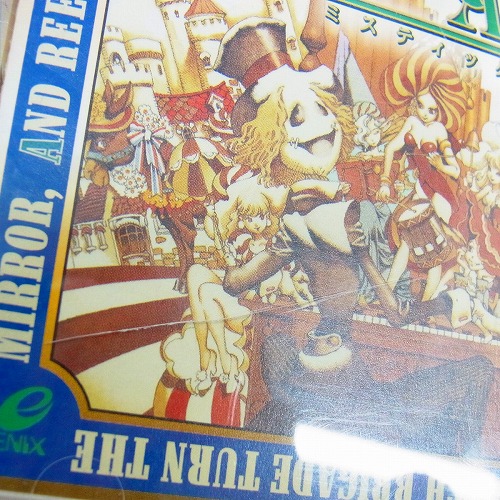 ミスティック
MIRROR, AND REE
ENIX
BRIGADE TURN THE